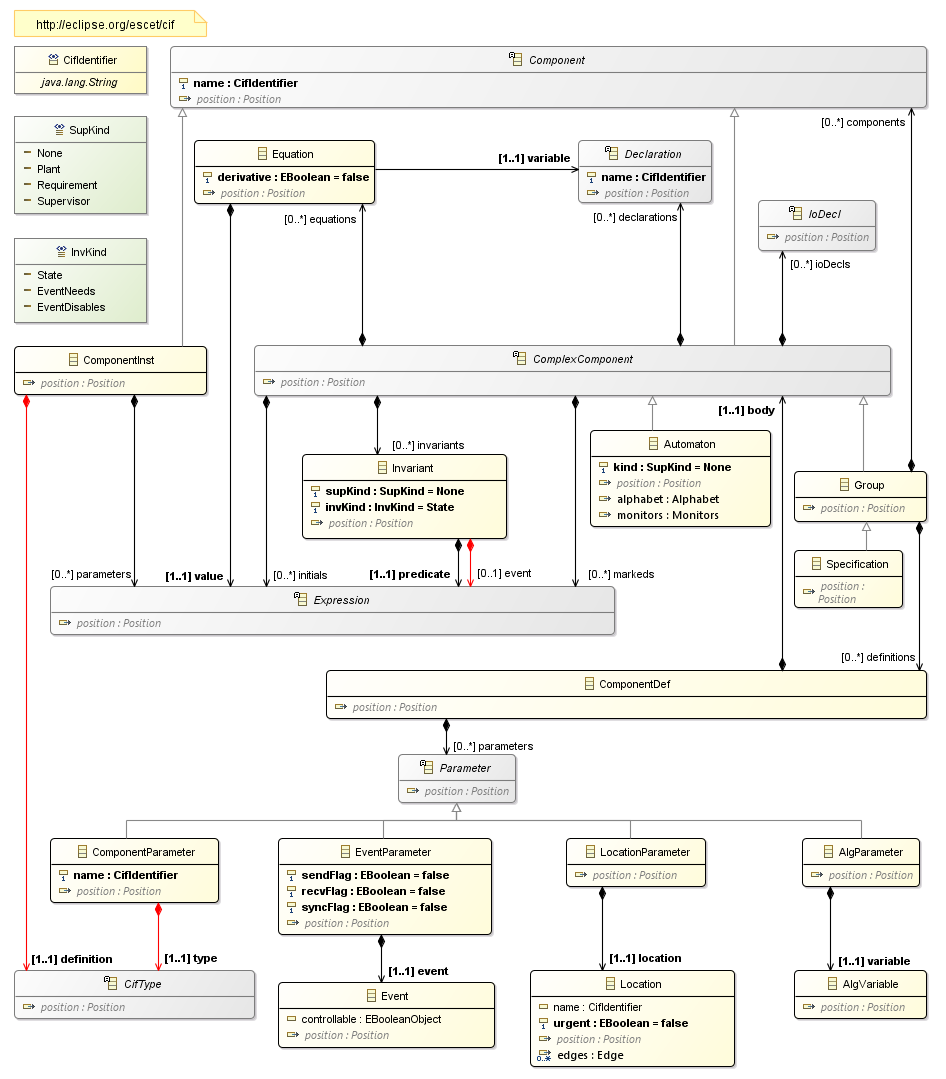 http://eclipse.org/escet/cif
CifIdentifier
java.lang.String
Component
name : CifIdentifier
position : Position
SupKind
None
Plant
Requirement
Supervisor
[0..*] components
Equation
derivative : EBoolean = false
position : Position
[1..1] variable
Declaration
name : CifIdentifier
position : Position
[0..*] equations
[0..*] declarations
IoDecl
position : Position
[0..*] ioDecls
InvKind
State
EventNeeds
EventDisables
ComponentInst
position : Position
ComplexComponent
position : Position
[1..1] body
[0..*] invariants
Invariant
supKind : SupKind = None
invKind : InvKind = State
position : Position
Automaton
kind : SupKind = None
position : Position
alphabet : Alphabet
monitors : Monitors
Group
position : Position
Specification
position :
Position
[0..*] parameters
[1..1] value
[0..*] initials
[1..1] predicate
[0..1] event
[0..*] markeds
Expression
position : Position
[0..*] definitions
ComponentDef
position : Position
[0..*] parameters
Parameter
position : Position
ComponentParameter
name : CifIdentifier
position : Position
EventParameter
sendFlag : EBoolean = false
recvFlag : EBoolean = false
syncFlag : EBoolean = false
position : Position
LocationParameter
position : Position
AlgParameter
position : Position
[1..1] definition
[1..1] type
[1..1] event
[1..1] location
[1..1] variable
CifType
position : Position
Event
controllable : EBooleanObject
position : Position
Location
name : CifIdentifier
urgent : EBoolean = false
position : Position
0..* edges : Edge
AlgVariable
position : Position